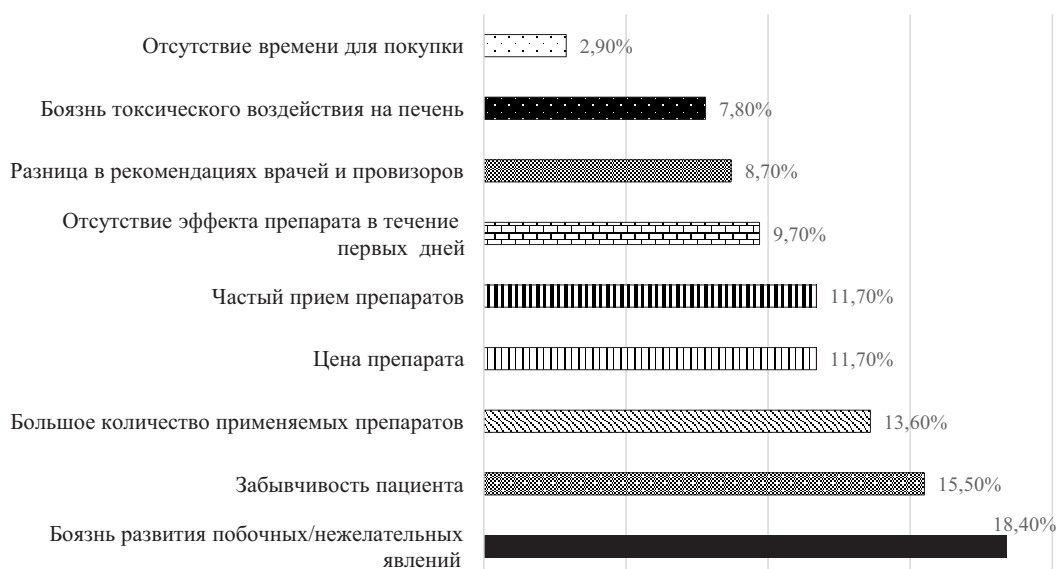 Отсутствие времени для покупки
2,90%
Боязнь токсического воздействия на печень
7,80%
Разница в рекомендациях врачей и провизоров
8,70%
Отсутствие эффекта препарата в течение
первых дней
9,70%
Частый прием препаратов
11,70%
Цена препарата
11,70%
Большое количество применяемых препаратов
13,60%
Забывчивость пациента
15,50%
Боязнь развития побочных/нежелательных
явлений
18,40%